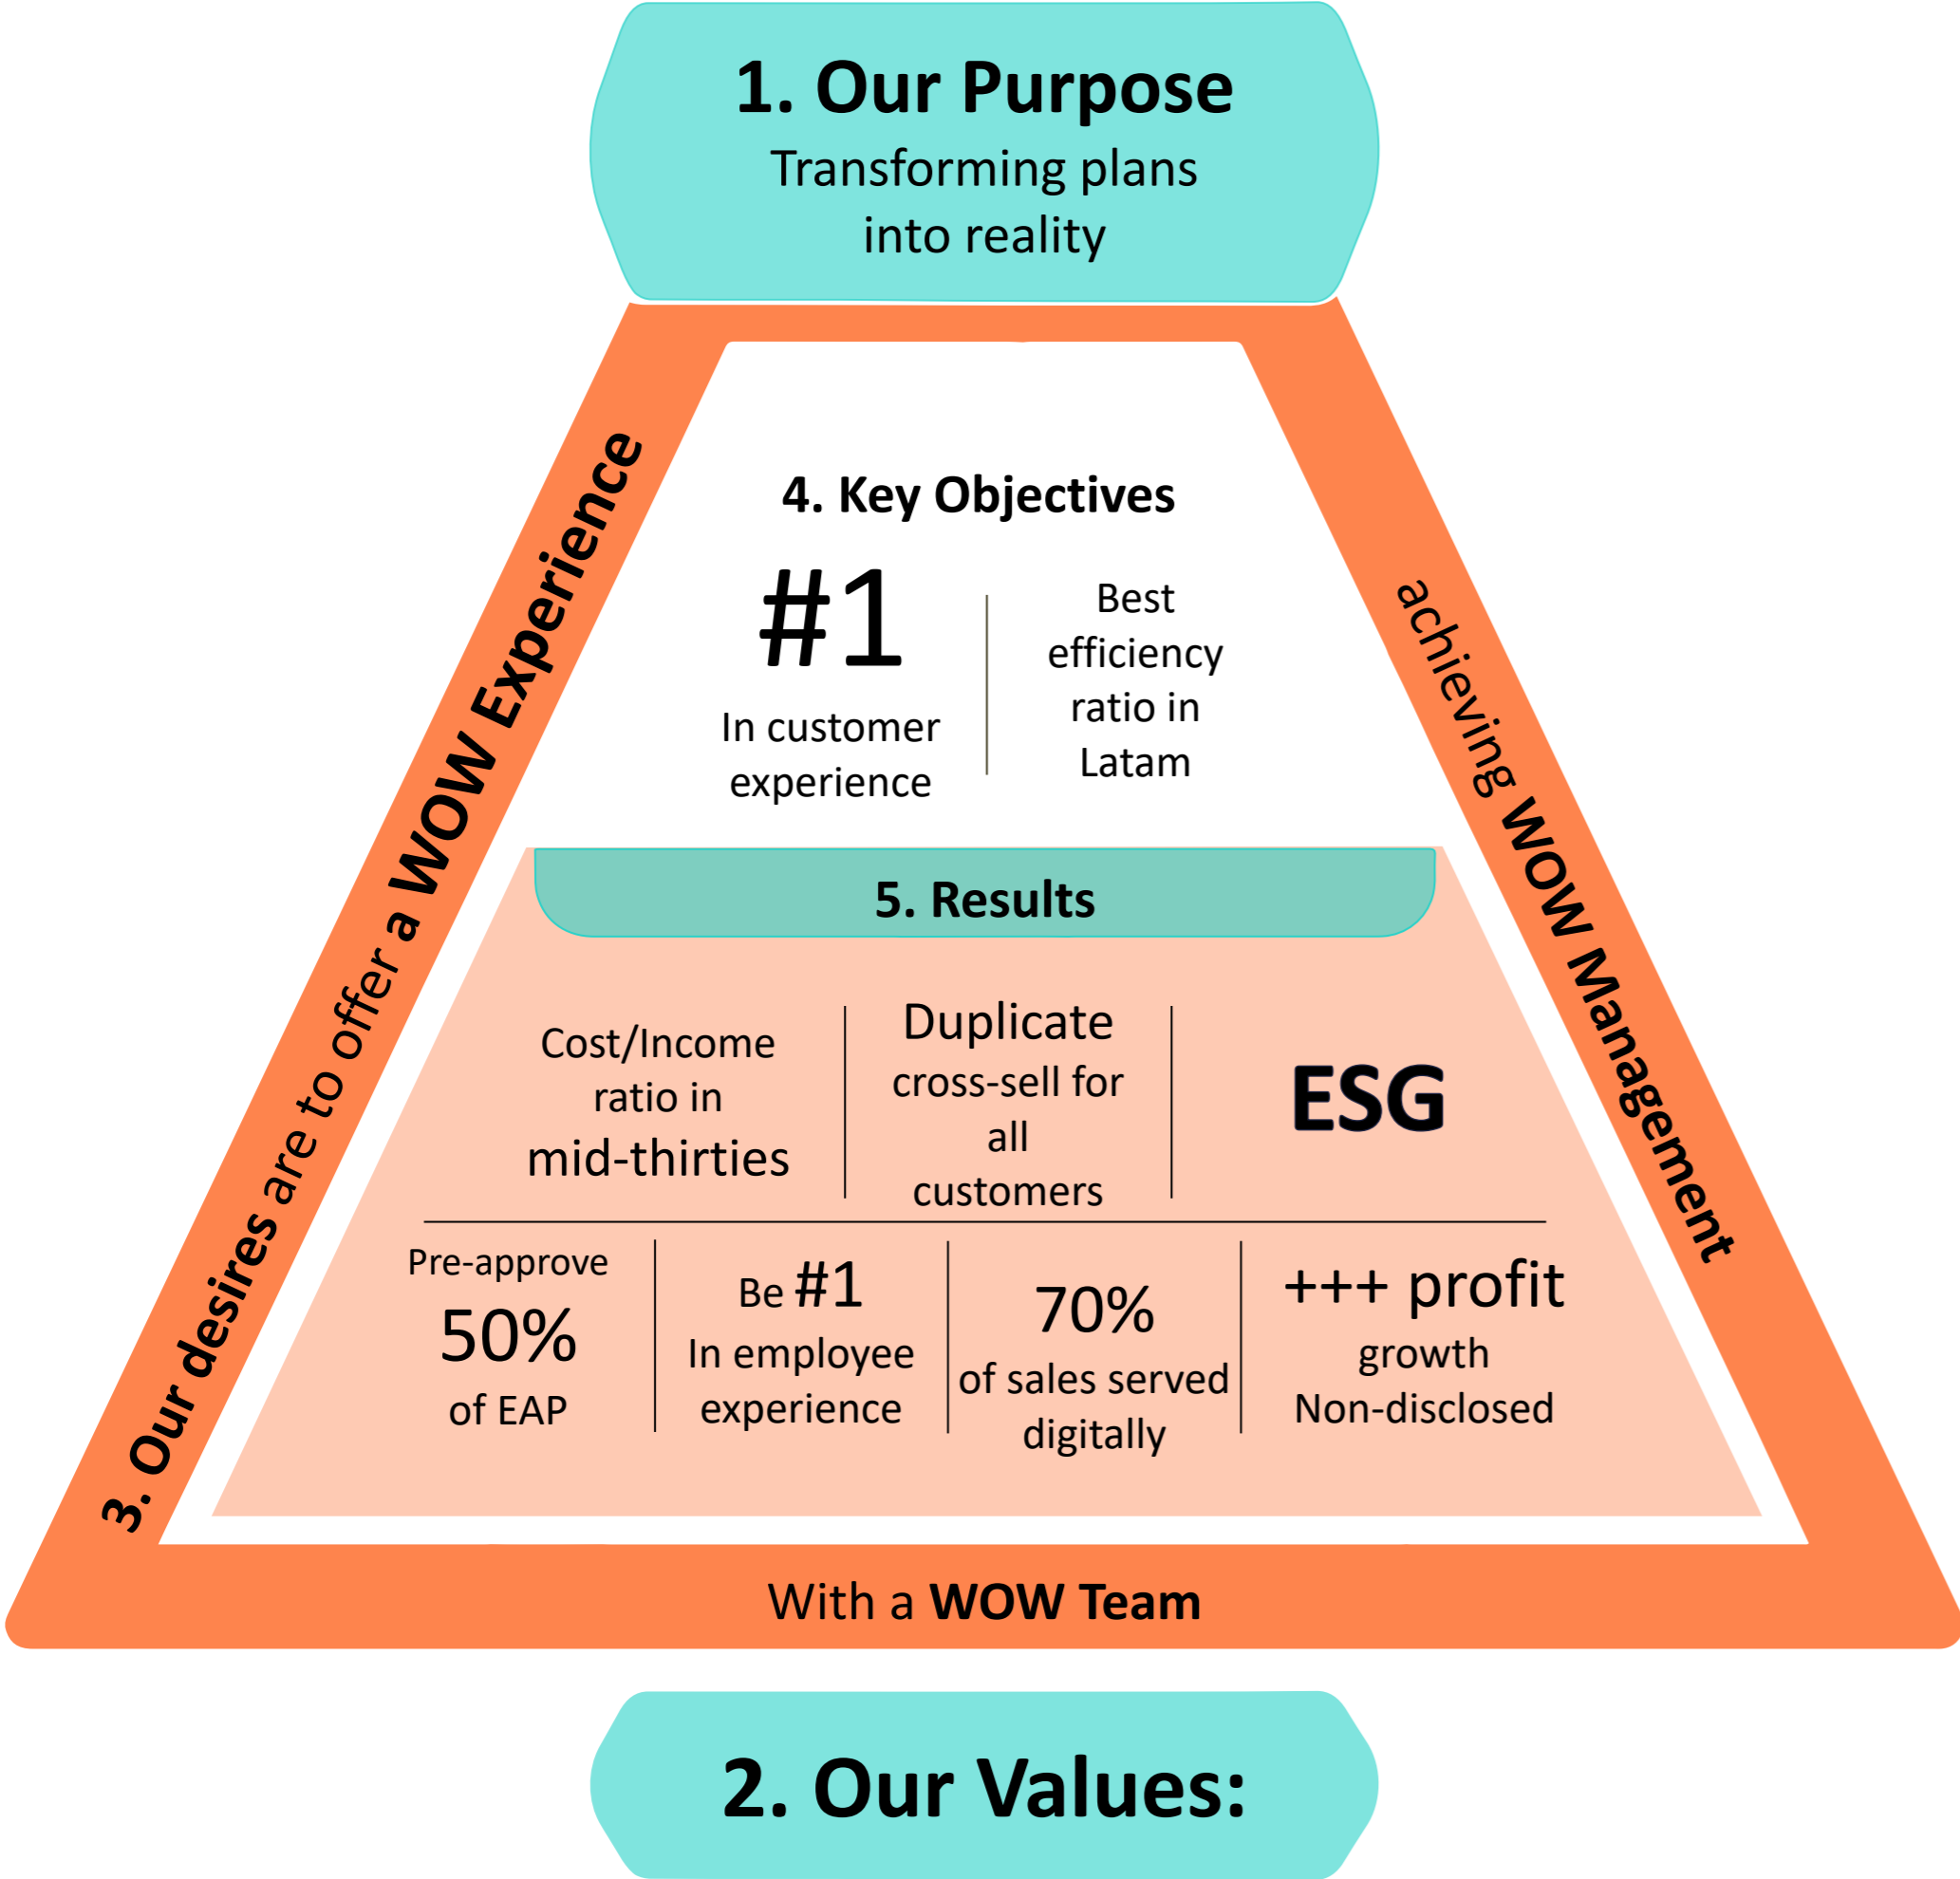 1. Our Purpose
Transforming plans
into reality
3. Our desires are to offer a WOW Experience
achieving WOW Management
4. Key Objectives
#1
In customer
experience
Best
efficiency
ratio in
Latam
5. Results
Cost/Income
ratio in
mid-thirties
Duplicate
cross-sell for
all
customers
ESG
Pre-approve
50%
of EAP
Be #1
In employee
experience
70%
of sales served
digitally
+++ profit
growth
Non-disclosed
With a WOW Team
2. Our Values: